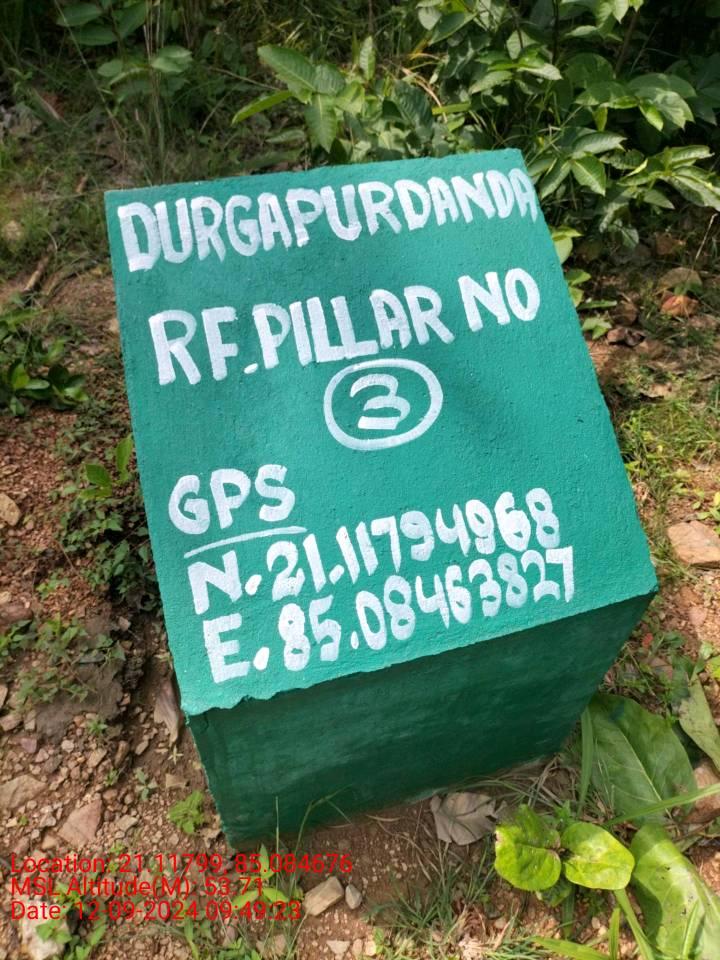 DURGAPURDANDA
RF.PILLAR NO
3
GPS
N.21.11794968
E.85.08463827
Location: 21.11799, 85.084676
MSL Altitude(M): 53.71
Date: 12-09-2024 09:49:23